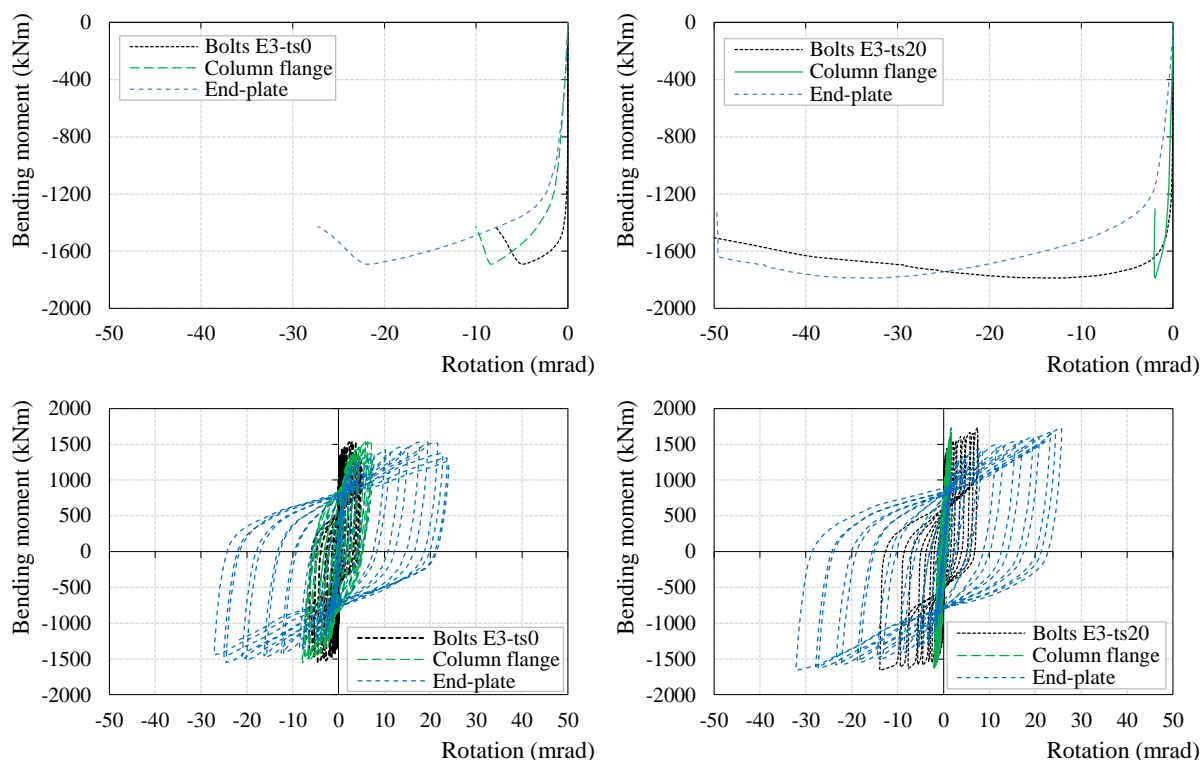 Bending moment (kNm)
0
-400
-800
-1200
-1600
-2000
Bolts E3-ts0
Column flange
End-plate
-50 -40 -30 -20 -10 0
Rotation (mrad)
Bending moment (kNm)
0
-400
-800
-1200
-1600
-2000
Bolts E3-ts20
Column flange
End-plate
-50 -40 -30 -20 -10 0
Rotation (mrad)
Bending moment (kNm)
2000
1500
1000
500
0
-500
-1000
-1500
-2000
Bolts E3-ts0
Column flange
End-plate
-50 -40 -30 -20 -10 0 10 20 30 40 50
Rotation (mrad)
Bending moment (kNm)
2000
1500
1000
500
0
-500
-1000
-1500
-2000
Bolts E3-ts20
Column flange
End-plate
-50 -40 -30 -20 -10 0 10 20 30 40 50
Rotation (mrad)